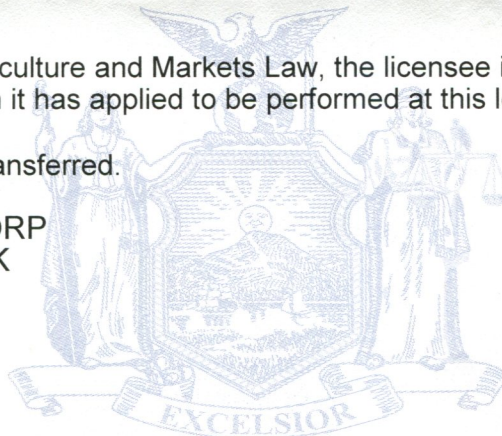 culture and Markets Law, the licensee i
it has applied to be performed at this l
ansferred.
ORP
K
EXCELSIOR